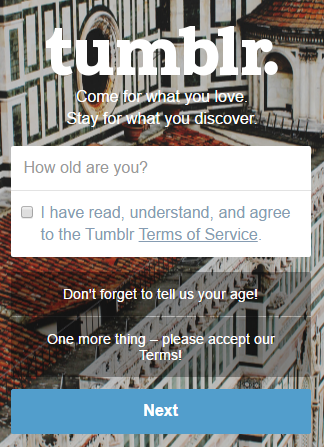 tumblr.
Come for what you love.
Stay for what you discover.
How old are you?
I have read, understand, and agree
to the Tumblr Terms of Service.
Don't forget to tell us your age!
One more thing – please accept our
Terms!
Next